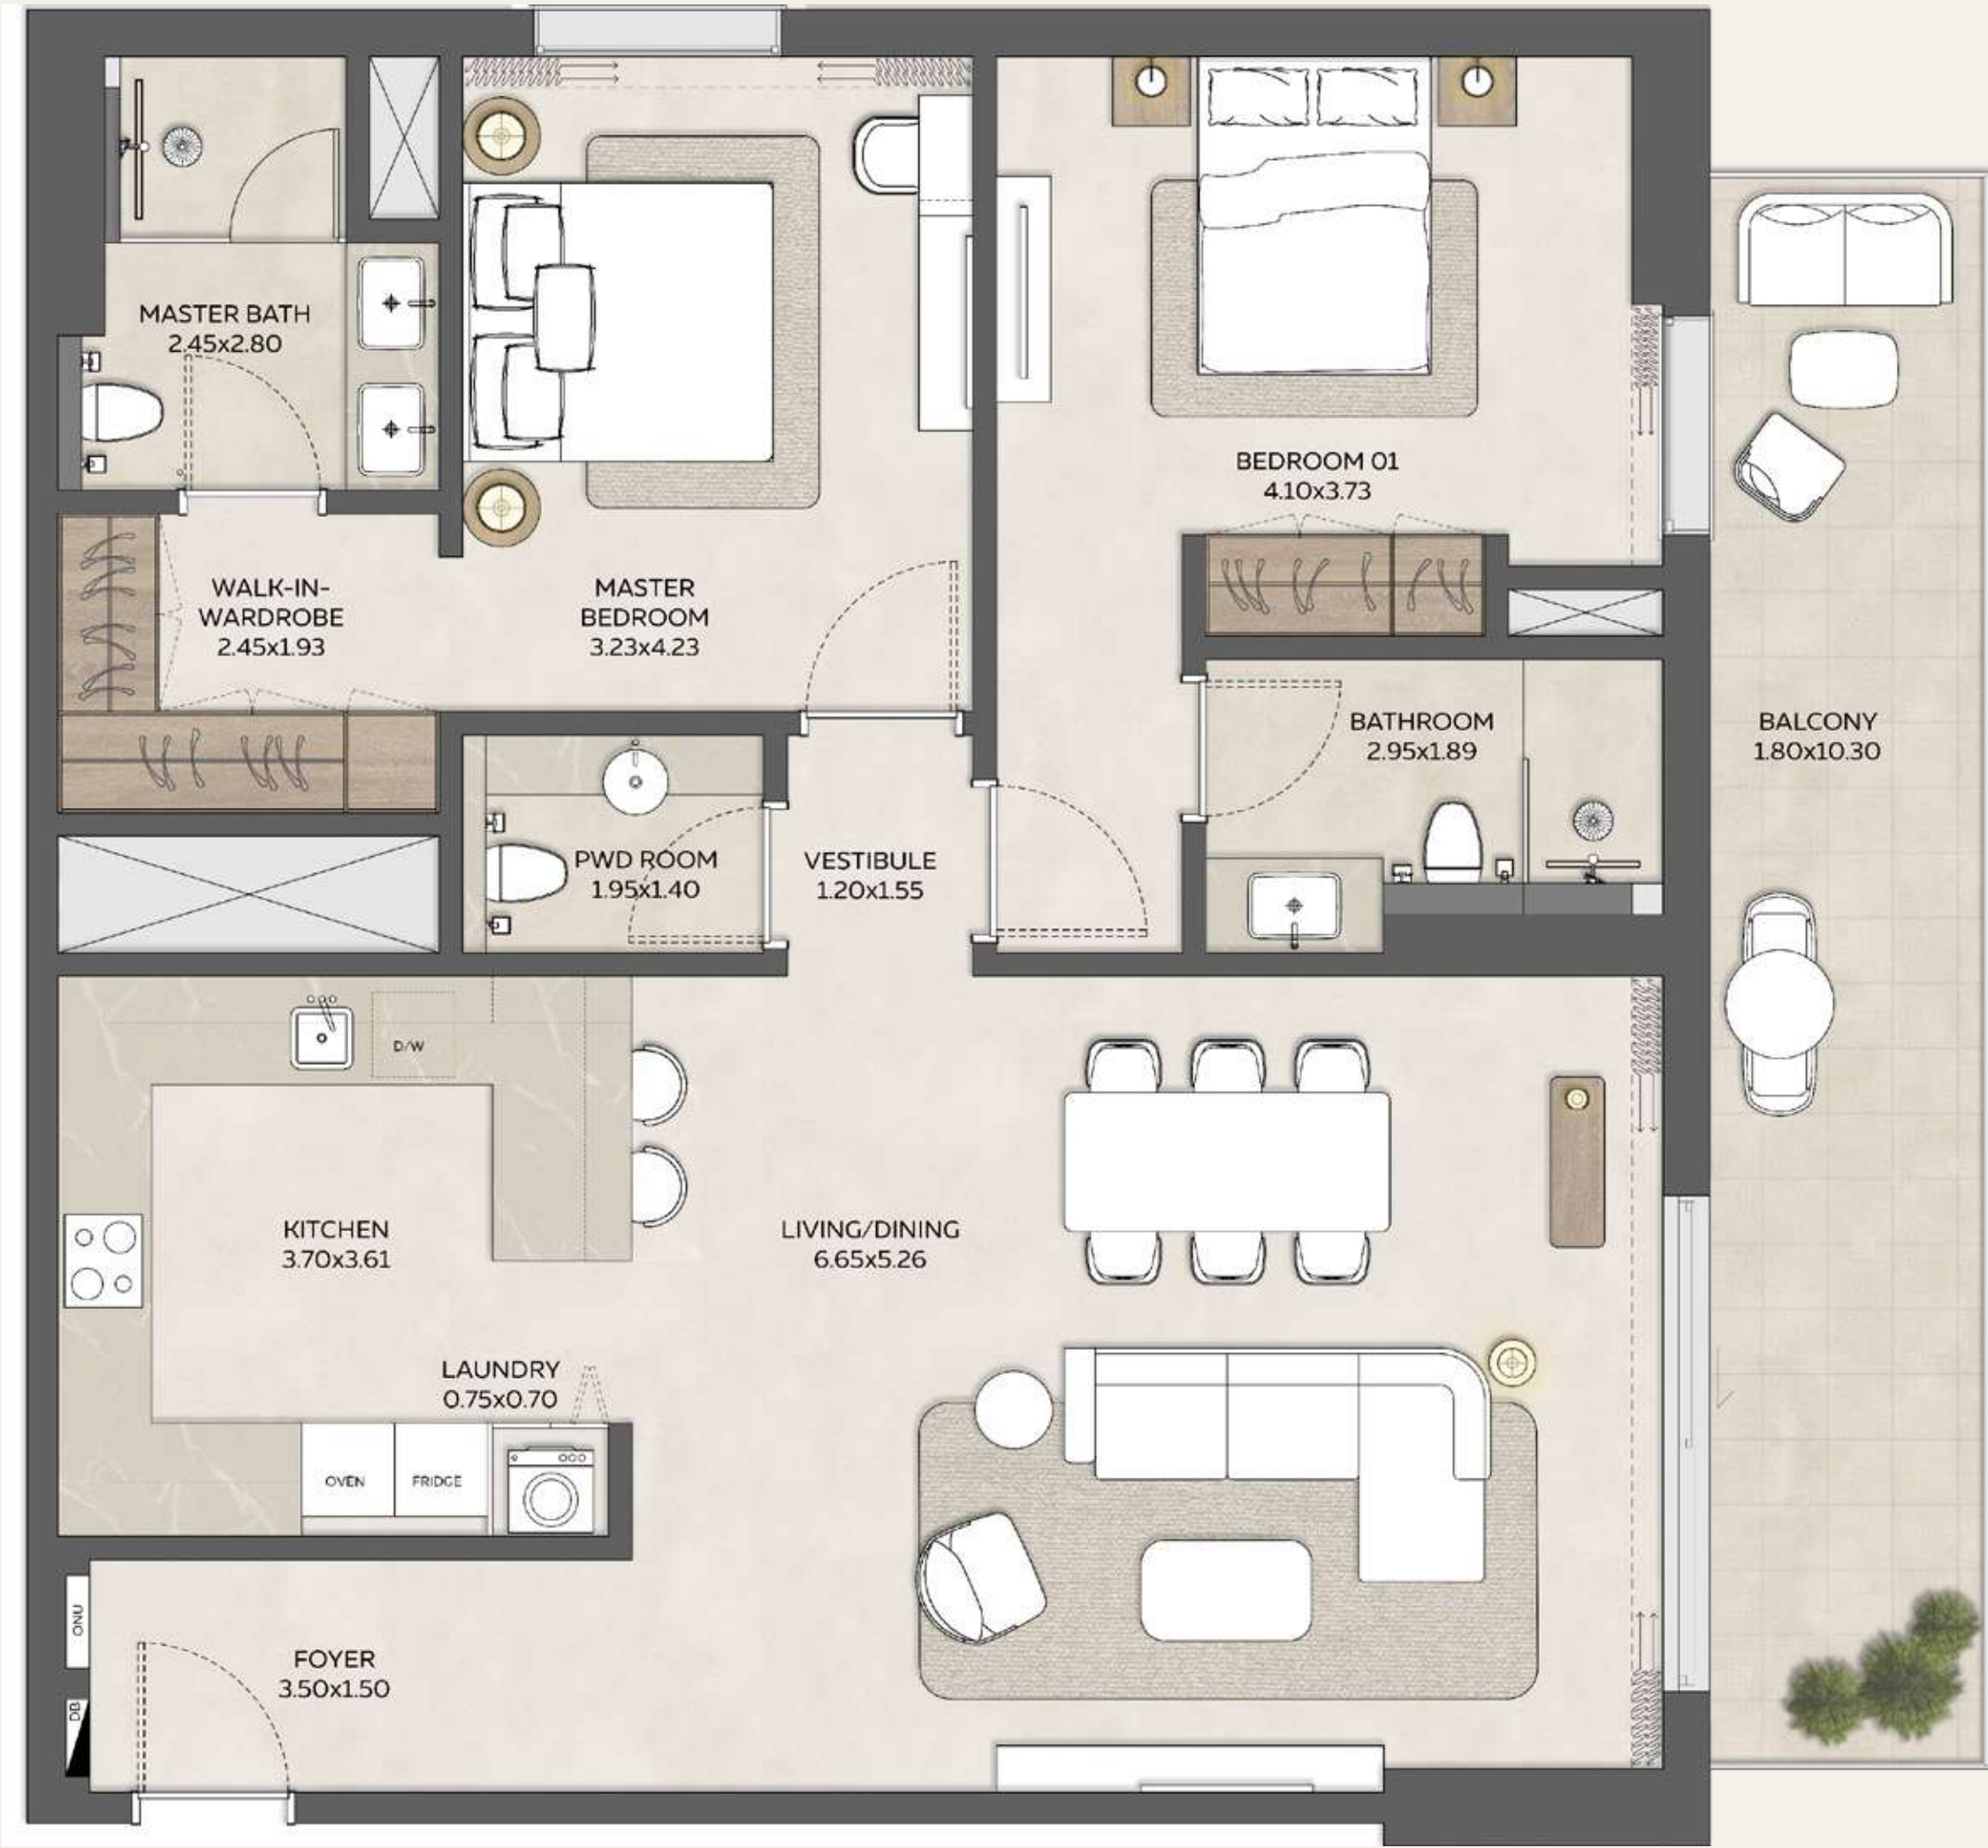 MASTER BATH
2.45x2.80
BEDROOM 01
4.10x3.73
WALK-IN-
WARDROBE
2.45x1.93
MASTER
BEDROOM
3.23x4.23
BATHROOM
2.95x1.89
BALCONY
1.80x10.30
PWD ROOM
1.95x1.40
VESTIBULE
1.20x1.55
D/W
KITCHEN
3.70x3.61
LIVING/DINING
6.65x5.26
LAUNDRY
0.75x0.70
OVEN
FRIDGE
ONU
FOYER
3.50x1.50
DB